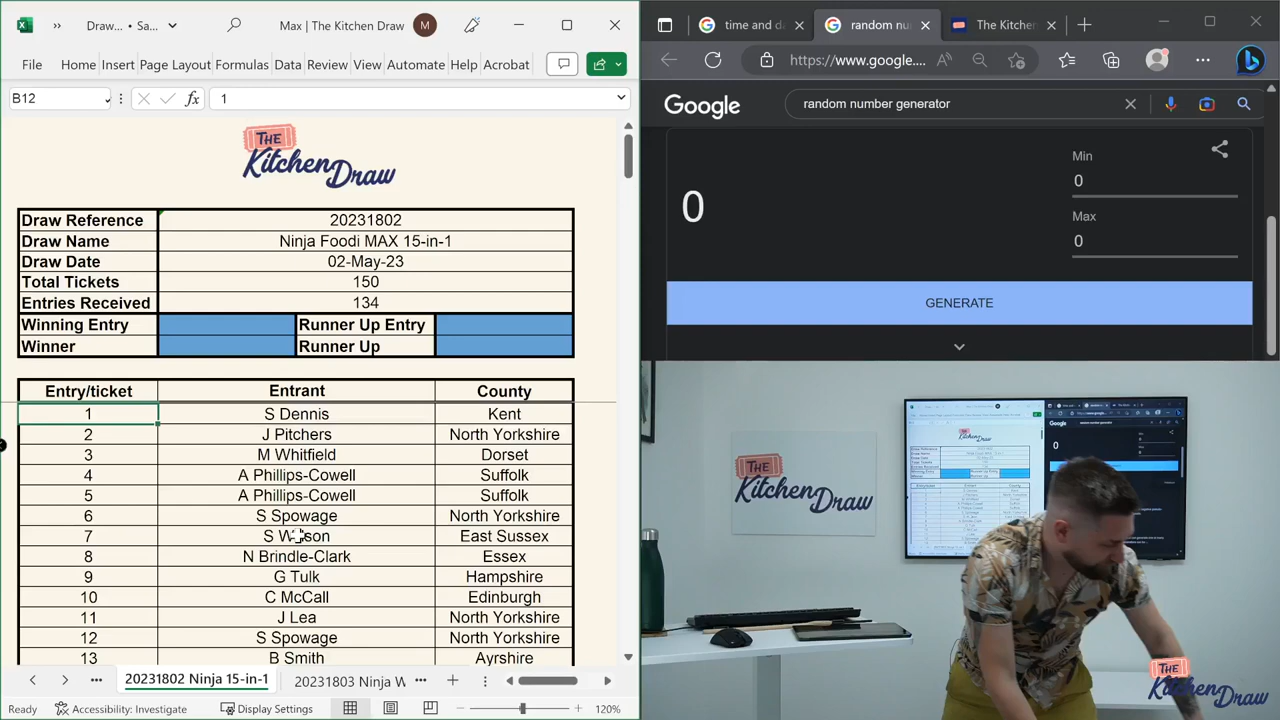 Draw... • Sa...
Max | The Kitchen Draw
M
File Home Insert Page Layout Formulas Data Review View Automate Help Acrobat
B12
fx
1
THE
Kitchen Draw
Draw Reference 20231802
Draw Name Ninja Foodi MAX 15-in-1
Draw Date 02-May-23
Total Tickets 150
Entries Received 134
Winning Entry Runner Up Entry
Winner Runner Up
Entry/ticket Entrant County
1 S Dennis Kent
2 J Pitchers North Yorkshire
3 M Whitfield Dorset
4 A Phillips-Cowell Suffolk
5 A Phillips-Cowell Suffolk
6 S Spowage North Yorkshire
7 S East Sussex
8 N Brindle-Clark Essex
9 G Tulk Hampshire
10 C McCall Edinburgh
11 J Lea North Yorkshire
12 S Spowage North Yorkshire
13 B Smith Ayrshire
20231802 Ninja 15-in-1
20231803 Ninja W
Ready
Accessibility: Investigate
Display Settings
120%
time and da
random nu
The Kitchen
https://www.google....
Google
random number generator
0
Min
0
Max
0
GENERATE
THE
Kitchen Draw
THE
Kitchen Draw